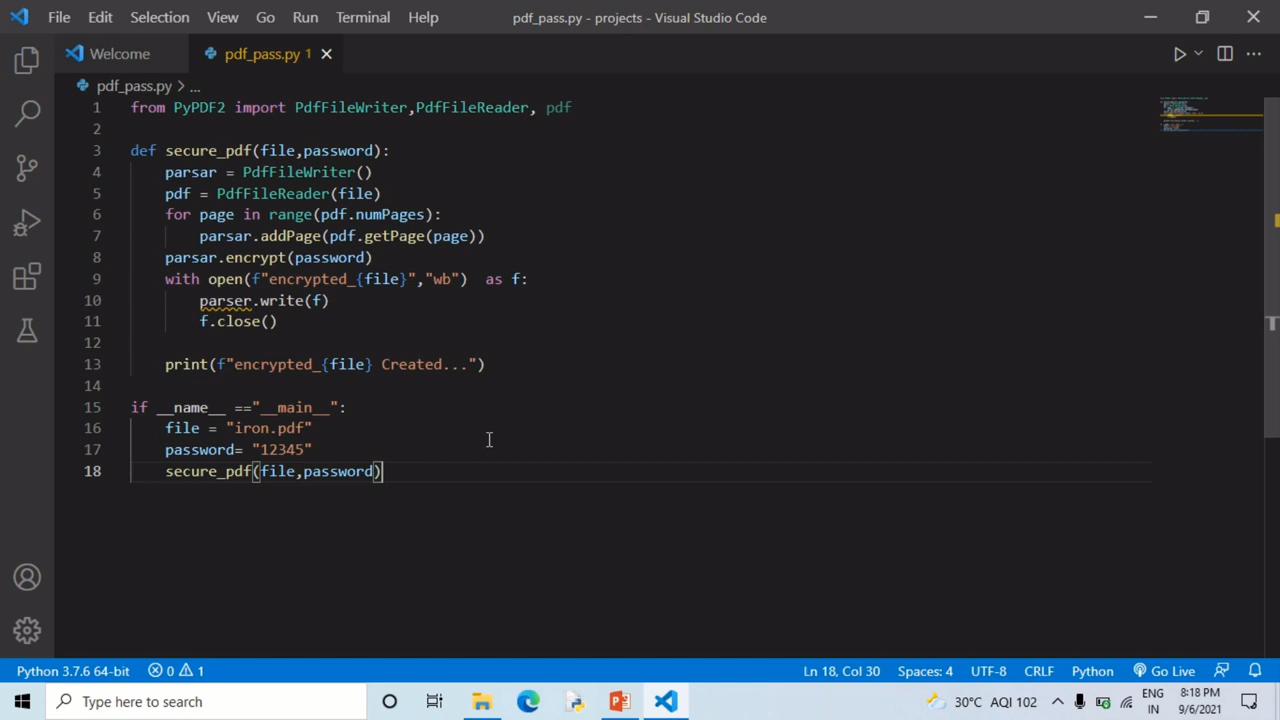 File Edit Selection View Go Run Terminal Help pdf_pass.py - projects - Visual Studio Code
Welcome pdf_pass.py 1
pdf_pass.py > ...
1 from PyPDF2 import PdfFileWriter,PdfFileReader, pdf
2
3 def secure_pdf(file,password):
4 parsar = PdfFileWriter()
5 pdf = PdfFileReader(file)
6 for page in range(pdf.numPages):
7 parsar.addPage(pdf.getPage(page))
8 parsar.encrypt(password)
9 with open(f"encrypted_{file}","wb") as f:
10 parser.write(f)
11 f.close()
12
13 print(f"encrypted_{file} Created...")
14
15 if __name__ =="__main__":
16 file = "iron.pdf"
17 password= "12345"
18 secure_pdf(file,password)
Python 3.7.6 64-bit 0 1 Ln 18, Col 30 Spaces: 4 UTF-8 CRLF Python Go Live
Type here to search 30°C AQI 102 ENG 8:18 PM
IN 9/6/2021